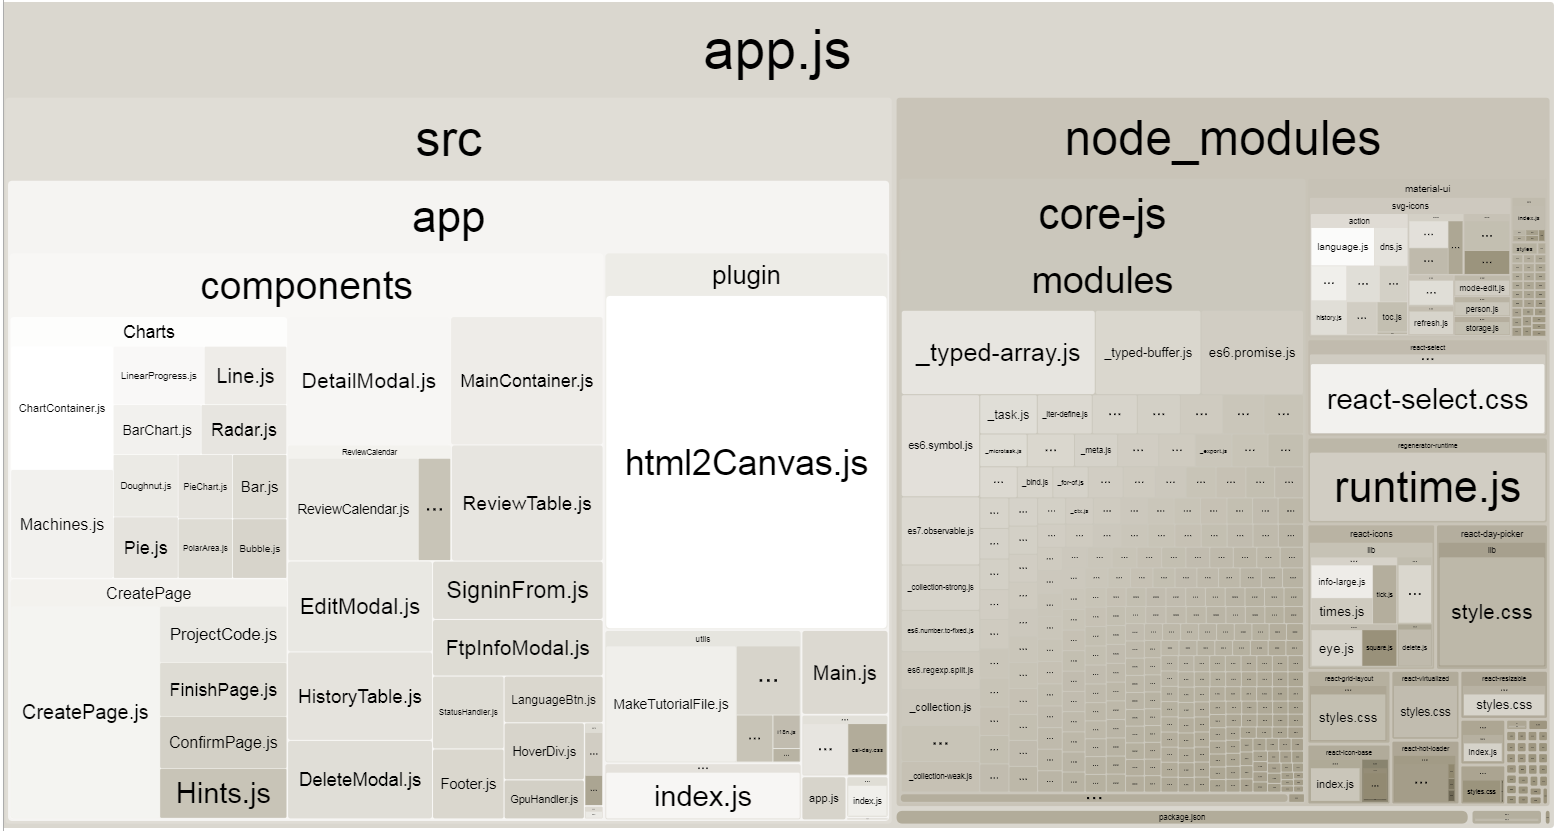 app.js
src
app
components
Charts
ChartContainer.js
LinearProgress.js
Line.js
BarChart.js
Radar.js
Machines.js
Doughnut.js
PieChart.js
Bar.js
Pie.js
PolarArea.js
Bubble.js
CreatePage
CreatePage.js
ProjectCode.js
FinishPage.js
ConfirmPage.js
Hints.js
DetailModal.js
MainContainer.js
ReviewCalendar
ReviewCalendar.js
...
ReviewTable.js
EditModal.js
SigninFrom.js
FtpInfoModal.js
HistoryTable.js
StatusHandler.js
LanguageBtn.js
HoverDiv.js
...
DeleteModal.js
Footer.js
GpuHandler.js
plugin
html2Canvas.js
utils
MakeTutorialFile.js
...
...
i18n.js
...
...
index.js
Main.js
...
...
cal-day.css
app.js
index.js
node_modules
core-js
modules
_typed-array.js
_typed-buffer.js
es6.promise.js
es6.symbol.js
_task.js
_iter-define.js
_microtask.js
_meta.js
_export.js
_bind.js
_for-of.js
es7.observable.js
_ctx.js
_collection-strong.js
es6.number.to-fixed.js
es6.regexp.split.js
_collection.js
...
_collection-weak.js
...
material-ui
svg-icons
action
language.js
dns.js
history.js
...
toc.js
...
mode-edit.js
person.js
refresh.js
storage.js
index.js
styles
react-select
...
react-select.css
regenerator-runtime
runtime.js
react-icons
lib
...
info-large.js
times.js
tick.js
...
eye.js
square.js
delete.js
react-day-picker
lib
style.css
react-grid-layout
...
styles.css
react-virtualized
styles.css
react-resizable
...
styles.css
react-icon-base
index.js
...
react-hot-loader
...
index.js
styles.css
package.json